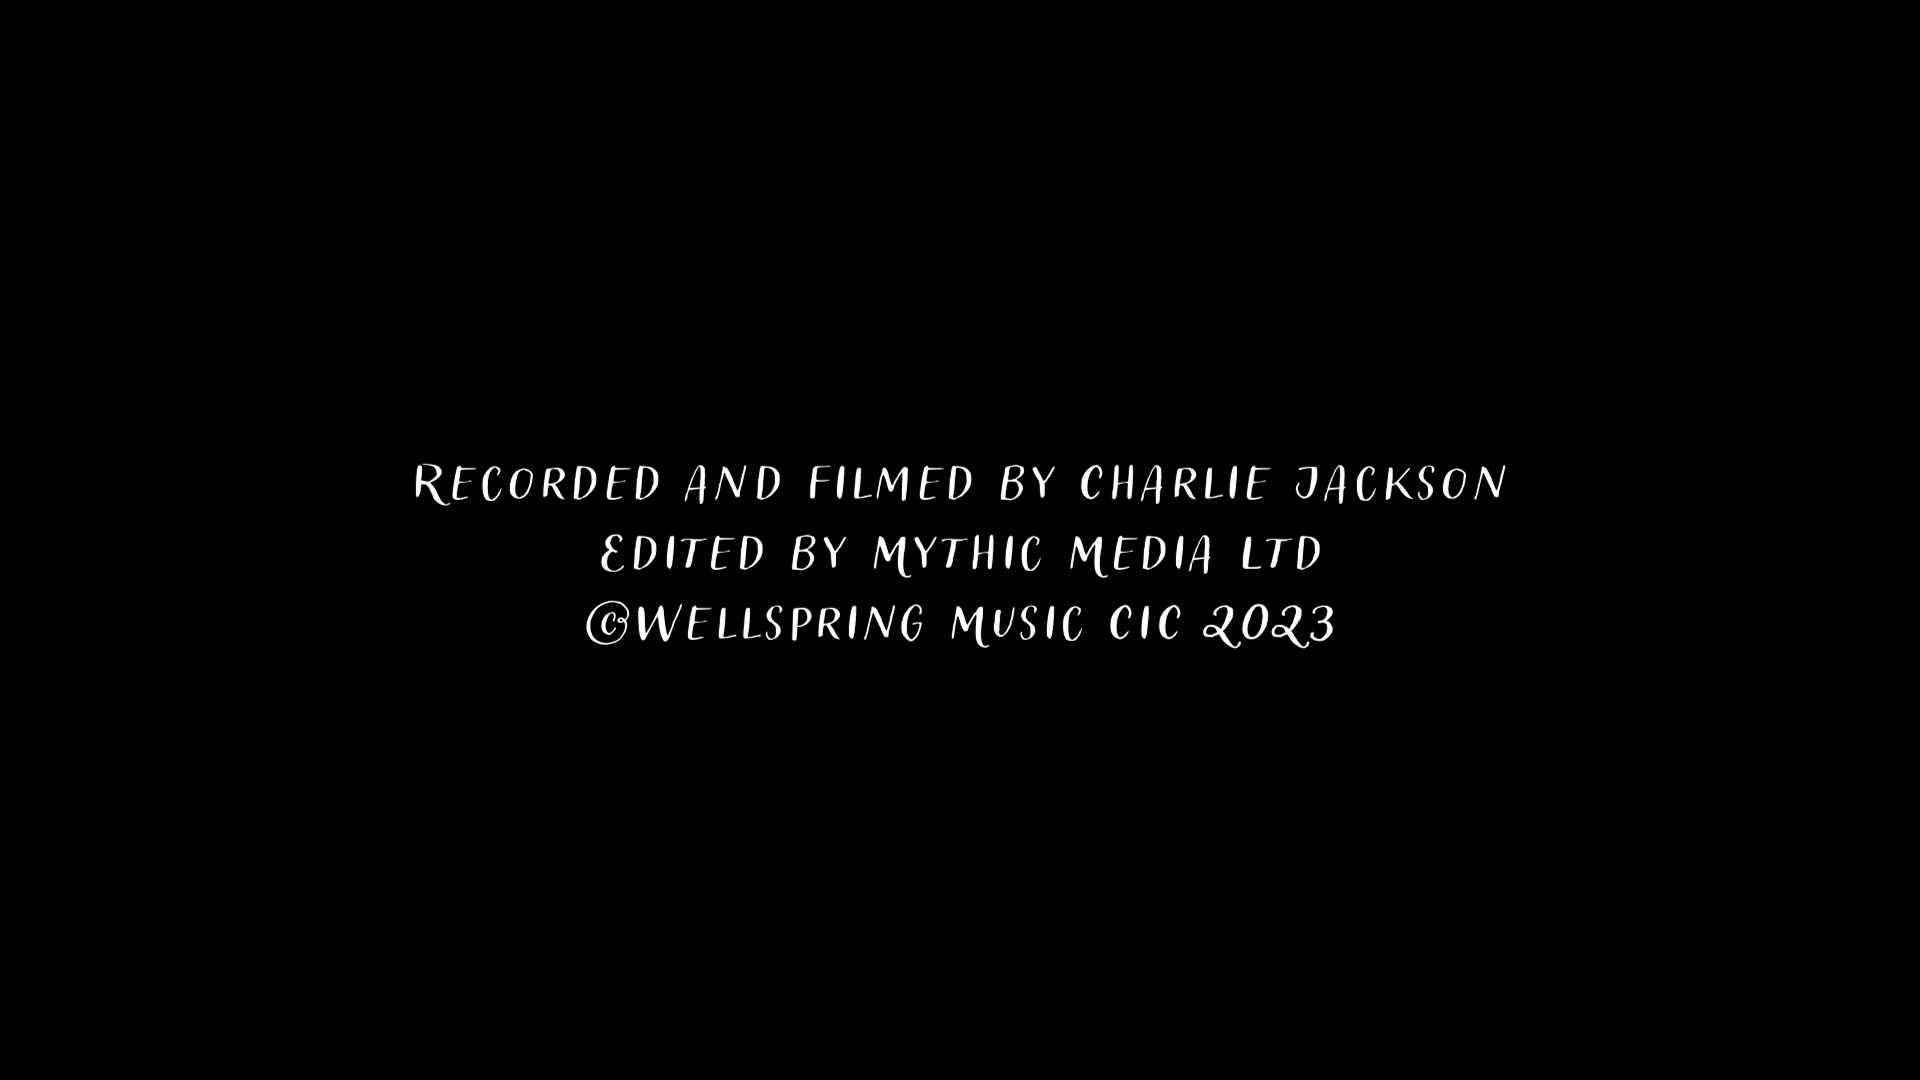 Recorded and filmed by Charlie Jackson
Edited by Mythic Media Ltd
©Wellspring Music CIC 2023